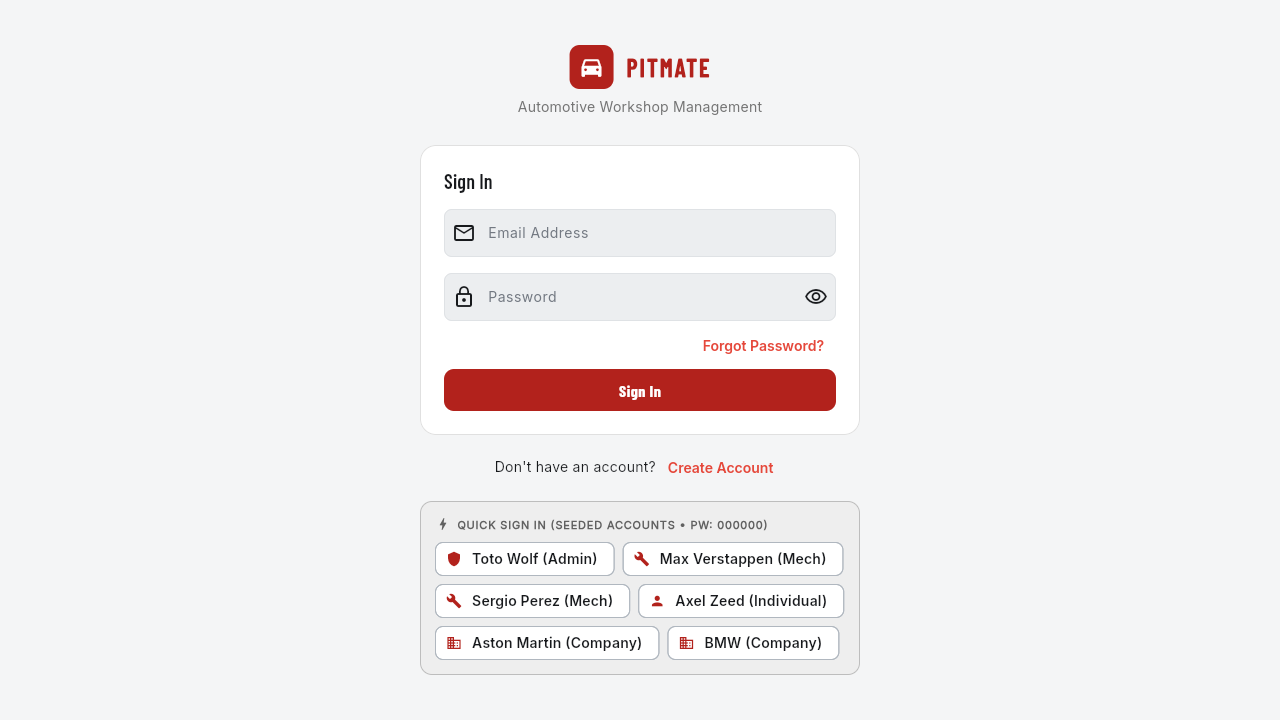 PITMATE
Automotive Workshop Management
Sign In
Email Address
Password
Forgot Password?
Sign In
Don't have an account? Create Account
QUICK SIGN IN (SEEDED ACCOUNTS • PW: 000000)
Toto Wolf (Admin) Max Verstappen (Mech)
Sergio Perez (Mech) Axel Zeed (Individual)
Aston Martin (Company) BMW (Company)